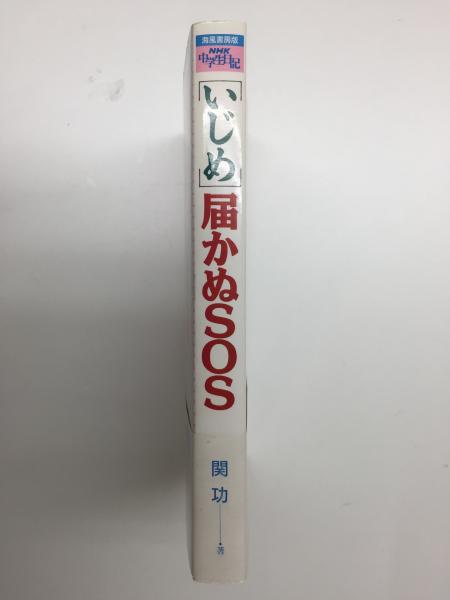 海風書房版
NHK
中学生日記
[いじめ]
届かぬSOS
関功
著